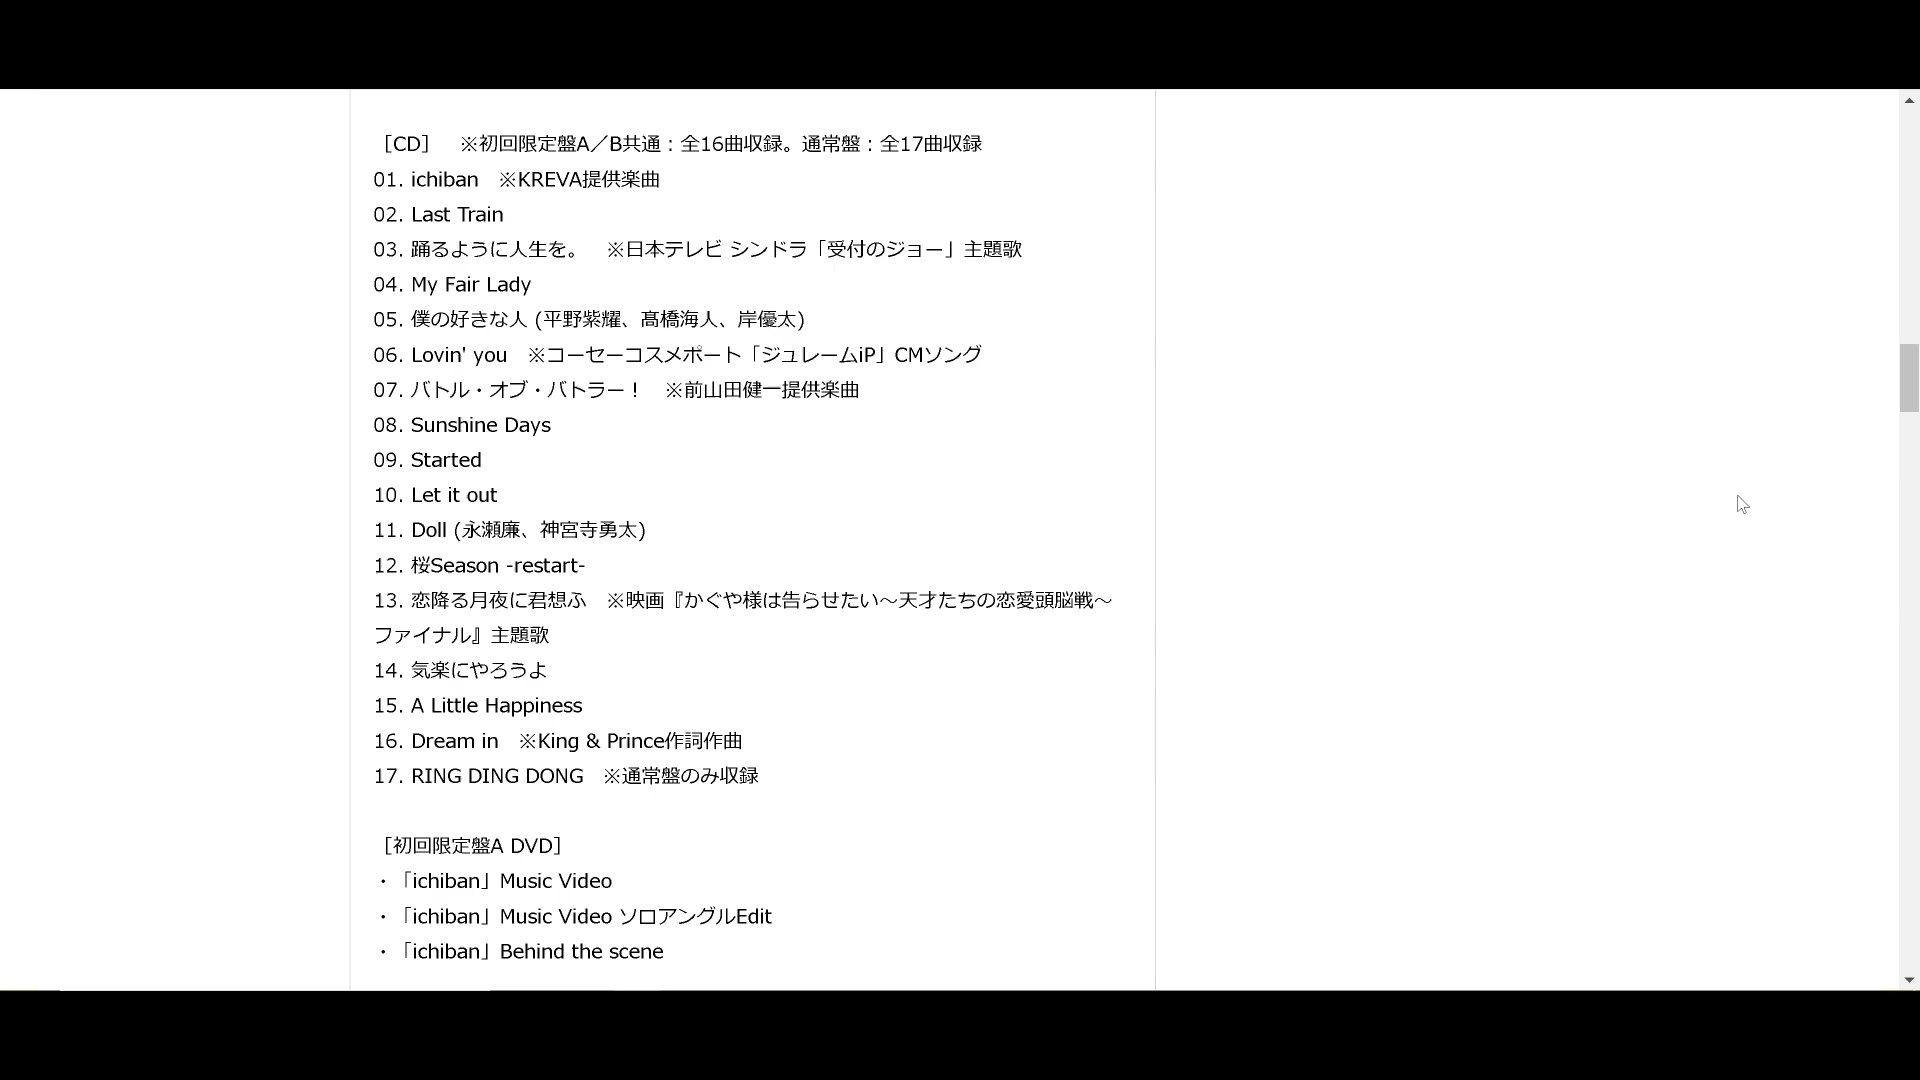 ［CD］　※初回限定盤A／B共通：全16曲収録。通常盤：全17曲収録
01. ichiban　※KREVA提供楽曲
02. Last Train
03. 踊るように人生を。　※日本テレビ シンドラ「受付のジョー」主題歌
04. My Fair Lady
05. 僕の好きな人 (平野紫耀、髙橋海人、岸優太)
06. Lovin' you　※コーセーコスメポート「ジュレームiP」CMソング
07. バトル・オブ・バトラー！　※前山田健一提供楽曲
08. Sunshine Days
09. Started
10. Let it out
11. Doll (永瀬廉、神宮寺勇太)
12. 桜Season -restart-
13. 恋降る月夜に君想ふ　※映画『かぐや様は告らせたい～天才たちの恋愛頭脳戦～
ファイナル』主題歌
14. 気楽にやろうよ
15. A Little Happiness
16. Dream in　※King & Prince作詞作曲
17. RING DING DONG　※通常盤のみ収録
［初回限定盤A DVD］
・「ichiban」Music Video
・「ichiban」Music Video ソロアングルEdit
・「ichiban」Behind the scene